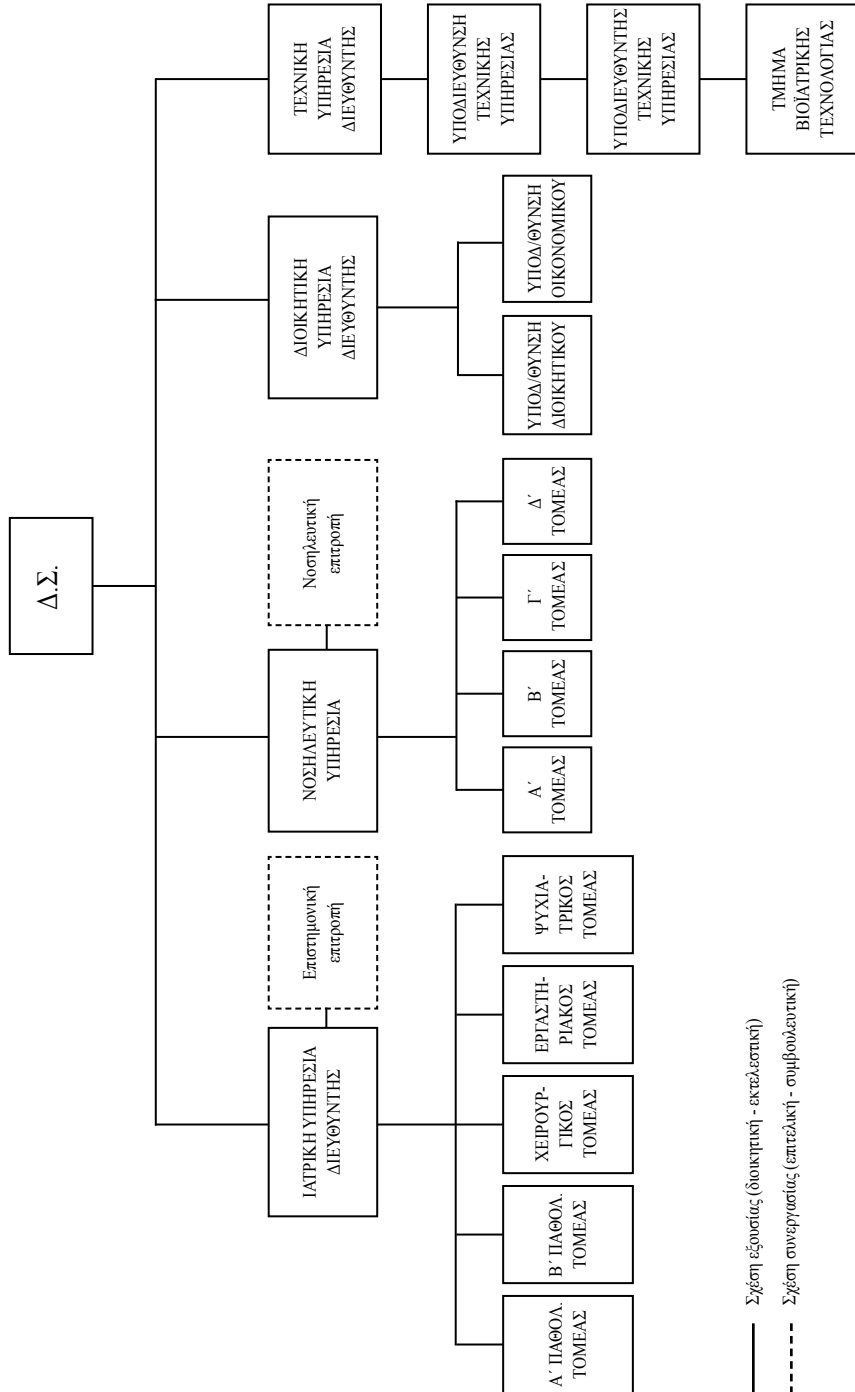 Δ.Σ.
ΙΑΤΡΙΚΗ ΥΠΗΡΕΣΙΑ
ΔΙΕΥΘΥΝΤΗΣ
Επιστημονική
επιτροπή
ΝΟΣΗΛΕΥΤΙΚΗ
ΥΠΗΡΕΣΙΑ
Νοσηλευτική
επιτροπή
ΔΙΟΙΚΗΤΙΚΗ
ΥΠΗΡΕΣΙΑ
ΔΙΕΥΘΥΝΤΗΣ
ΤΕΧΝΙΚΗ
ΥΠΗΡΕΣΙΑ
ΔΙΕΥΘΥΝΤΗΣ
Α΄ ΠΑΘΟΛ.
ΤΟΜΕΑΣ
Β΄ ΠΑΘΟΛ.
ΤΟΜΕΑΣ
ΧΕΙΡΟΥΡ-
ΓΙΚΟΣ
ΤΟΜΕΑΣ
ΕΡΓΑΣΤΗ-
ΡΙΑΚΟΣ
ΤΟΜΕΑΣ
ΨΥΧΙΑ-
ΤΡΙΚΟΣ
ΤΟΜΕΑΣ
Α΄
ΤΟΜΕΑΣ
Β΄
ΤΟΜΕΑΣ
Γ΄
ΤΟΜΕΑΣ
Δ΄
ΤΟΜΕΑΣ
ΥΠΟΔ/ΘΥΝΣΗ
ΔΙΟΙΚΗΤΙΚΟΥ
ΥΠΟΔ/ΘΥΝΣΗ
ΟΙΚΟΝΟΜΙΚΟΥ
ΥΠΟΔΙΕΥΘΥΝΣΗ
ΤΕΧΝΙΚΗΣ
ΥΠΗΡΕΣΙΑΣ
ΥΠΟΔΙΕΥΘΥΝΤΗΣ
ΤΕΧΝΙΚΗΣ
ΥΠΗΡΕΣΙΑΣ
ΤΜΗΜΑ
ΒΙΟΪΑΤΡΙΚΗΣ
ΤΕΧΝΟΛΟΓΙΑΣ
Σχέση εξουσίας (διοικητική - εκτελεστική)
Σχέση συνεργασίας (επιτελική - συμβουλευτική)